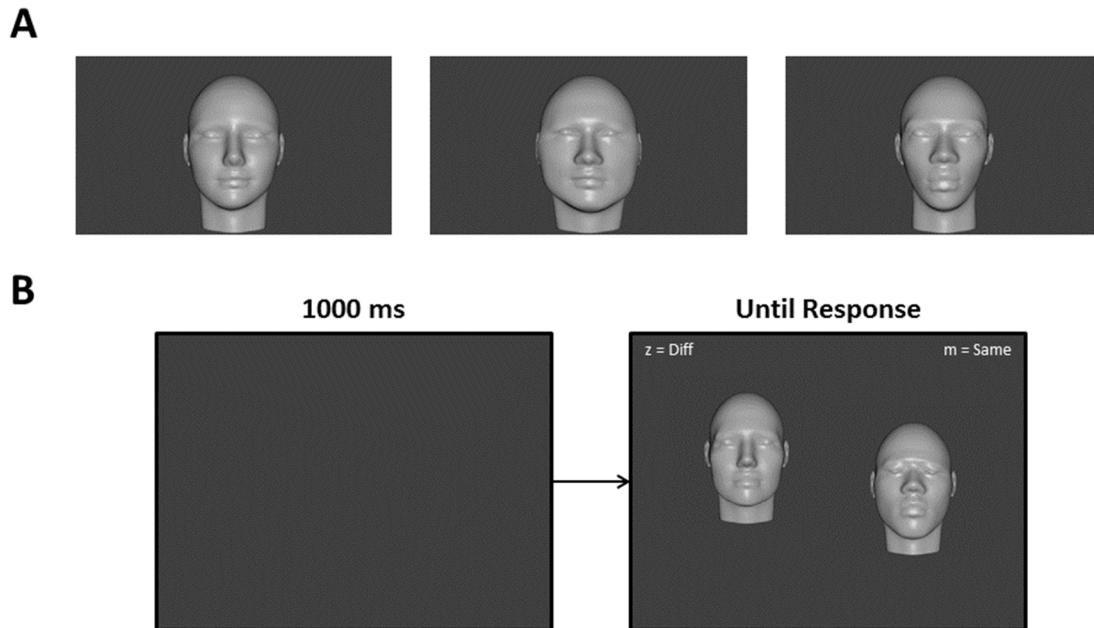 A
B
1000 ms
Until Response
z = Diff
m = Same